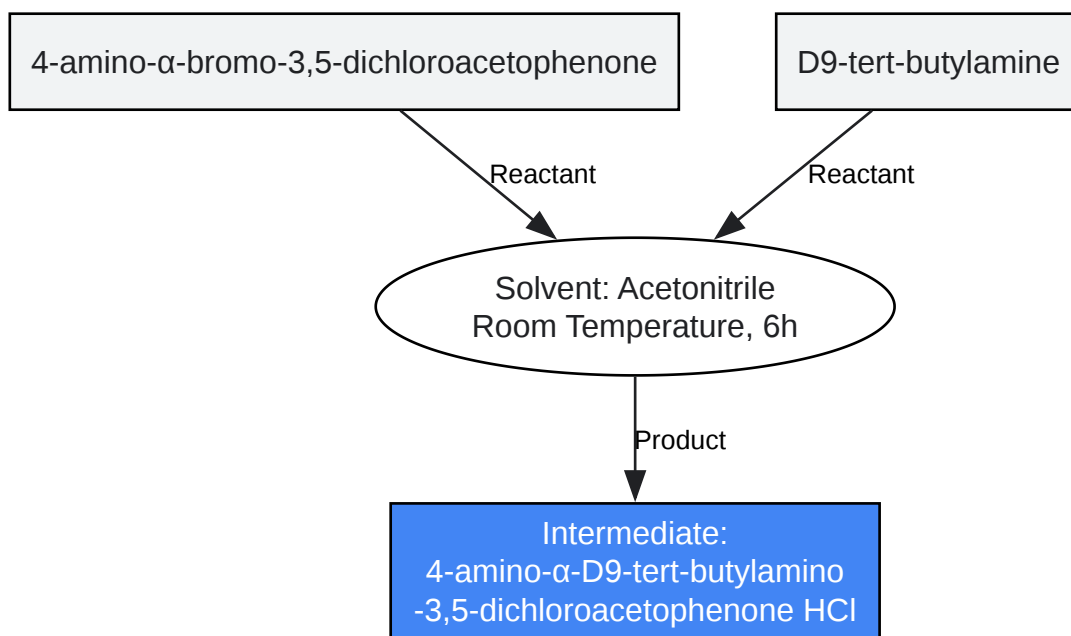 4-amino-α-bromo-3,5-dichloroacetophenone
D9-tert-butylamine
Reactant
Reactant
Solvent: Acetonitrile
Room Temperature, 6h
Product
Intermediate:
4-amino-α-D9-tert-butylamino
-3,5-dichloroacetophenone HCl